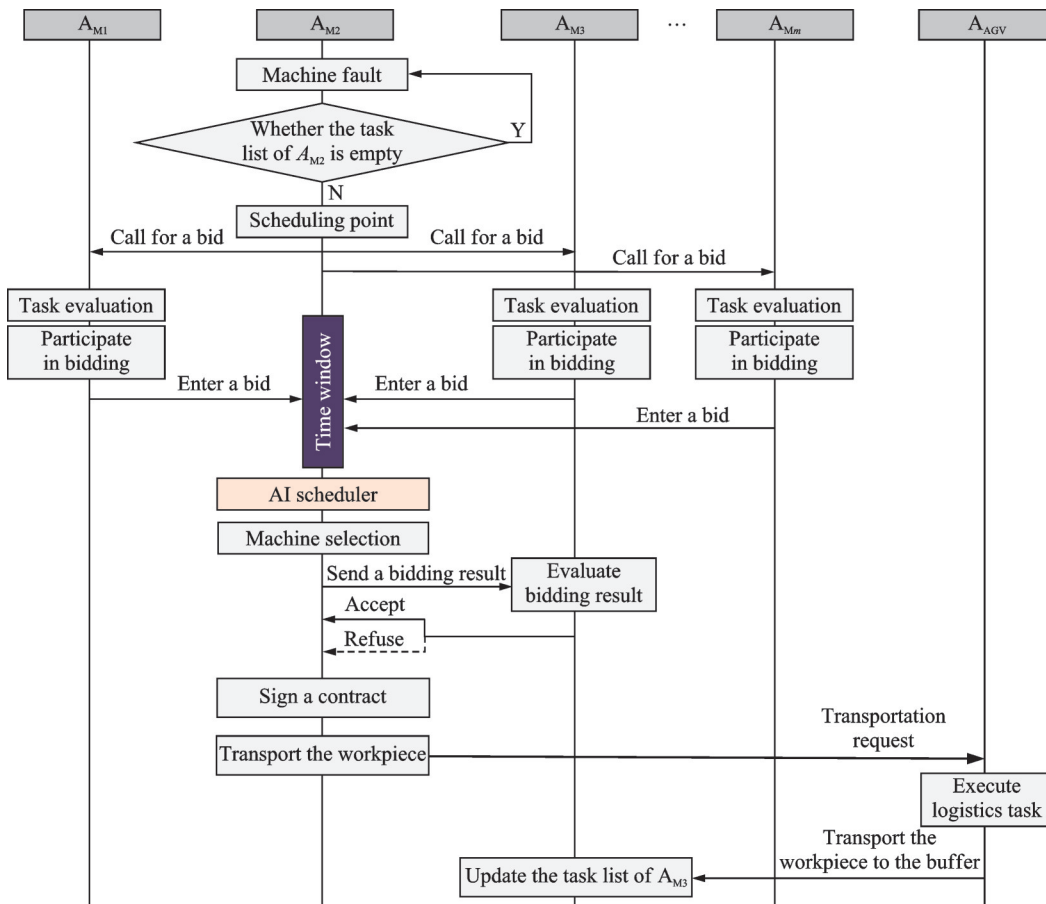 A_M1
A_M2
A_M3
...
A_Mm
A_AGV
Machine fault
Whether the task
list of A_M2 is empty
Y
N
Scheduling point
Call for a bid
Call for a bid
Call for a bid
Task evaluation
Task evaluation
Task evaluation
Participate
in bidding
Participate
in bidding
Participate
in bidding
Time window
Enter a bid
Enter a bid
Enter a bid
AI scheduler
Machine selection
Send a bidding result
Evaluate
bidding result
Accept
Refuse
Sign a contract
Transport the workpiece
Transportation
request
Execute
logistics task
Transport the
workpiece to the buffer
Update the task list of A_M3